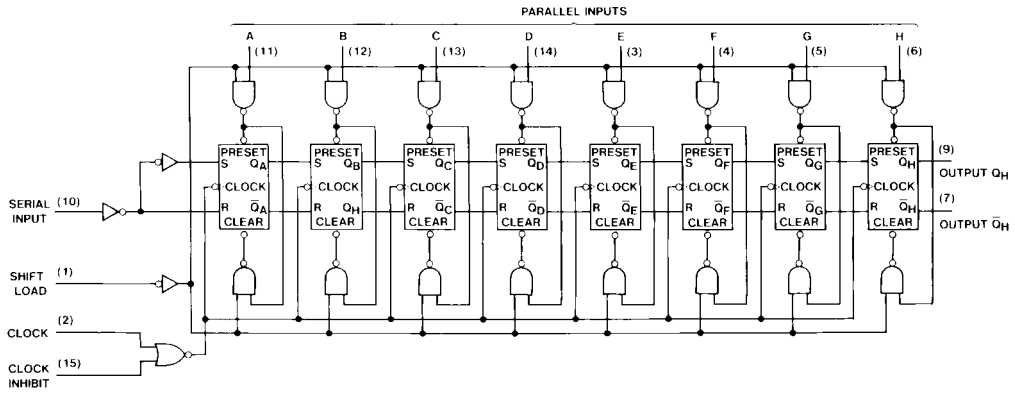 PARALLEL INPUTS
A B C D E F G H
(11) (12) (13) (14) (3) (4) (5) (6)
PRESET PRESET PRESET PRESET PRESET PRESET PRESET PRESET
S QA S QB S QC S QD S QE S QF S QG S QH
(9)
OUTPUT QH
CLOCK CLOCK CLOCK CLOCK CLOCK CLOCK CLOCK CLOCK
SERIAL INPUT (10)
R Q̅A R QH R Q̅C R Q̅D R Q̅E R Q̅F R Q̅G R Q̅H
(7)
OUTPUT Q̅H
CLEAR CLEAR CLEAR CLEAR CLEAR CLEAR CLEAR CLEAR
SHIFT LOAD (1)
CLOCK (2)
CLOCK INHIBIT (15)